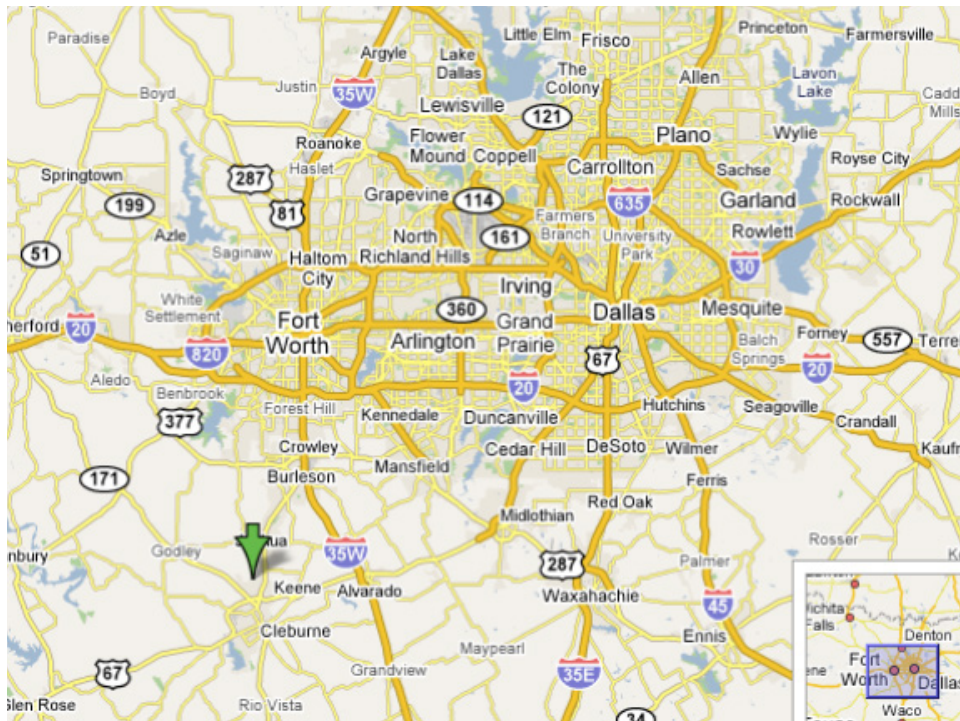 Paradise
Argyle
Little Elm
Frisco
Princeton
Farmersville
Lake
Dallas
The
Colony
Allen
Lavon
Lake
Boyd
Justin
35W
Lewisville
121
Plano
Wylie
Roanoke
Haslet
Flower
Mound
Coppell
Carrollton
Sachse
Royse City
Springtown
287
Grapevine
114
635
Garland
Rockwall
199
81
Farmers
Branch
Rowlett
Azle
North
Richland Hills
161
University
Park
51
Saginaw
Haltom
City
30
White
Settlement
Irving
20
Fort
Worth
360
Dallas
Mesquite
Grand
Prairie
Arlington
Forney
557
820
67
Balch
Springs
20
Aledo
Benbrook
20
377
Forest Hill
Kennedale
Duncanville
Hutchins
Seagoville
Crandall
Crowley
Cedar Hill
DeSoto
Wilmer
171
Burleson
Mansfield
Ferris
Red Oak
Midlothian
Godley
35W
287
Palmer
Rosser
Keene
Alvarado
Waxahachie
45
Cleburne
Ennis
Maypearl
67
Grandview
35E
Glen Rose
Rio Vista
34
Falls
Denton
Fort
Worth
Dallas
Waco